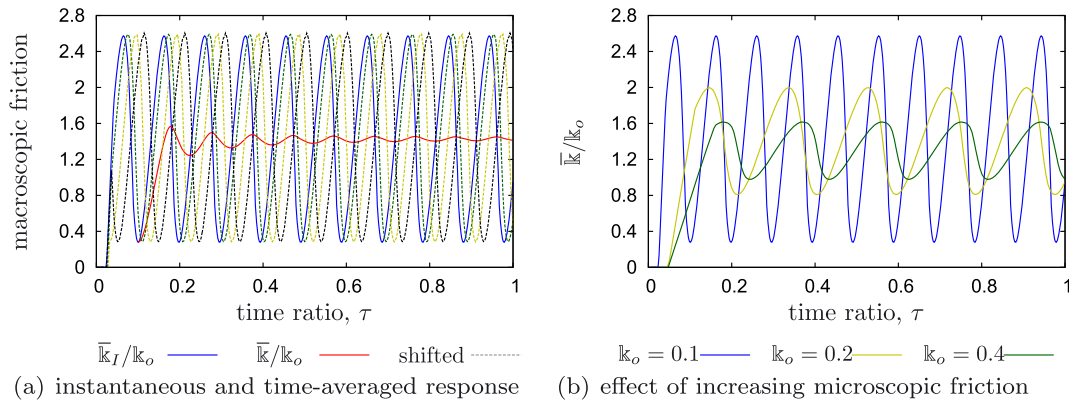 2.8
2.4
2
1.6
1.2
0.8
0.4
0
macroscopic friction
0 0.2 0.4 0.6 0.8 1
time ratio, τ
𝕜̅_I/𝕜_o 𝕜̅/𝕜_o shifted
(a) instantaneous and time-averaged response
2.8
2.4
2
1.6
1.2
0.8
0.4
0
𝕜̅/𝕜_o
0 0.2 0.4 0.6 0.8 1
time ratio, τ
𝕜_o = 0.1 𝕜_o = 0.2 𝕜_o = 0.4
(b) effect of increasing microscopic friction